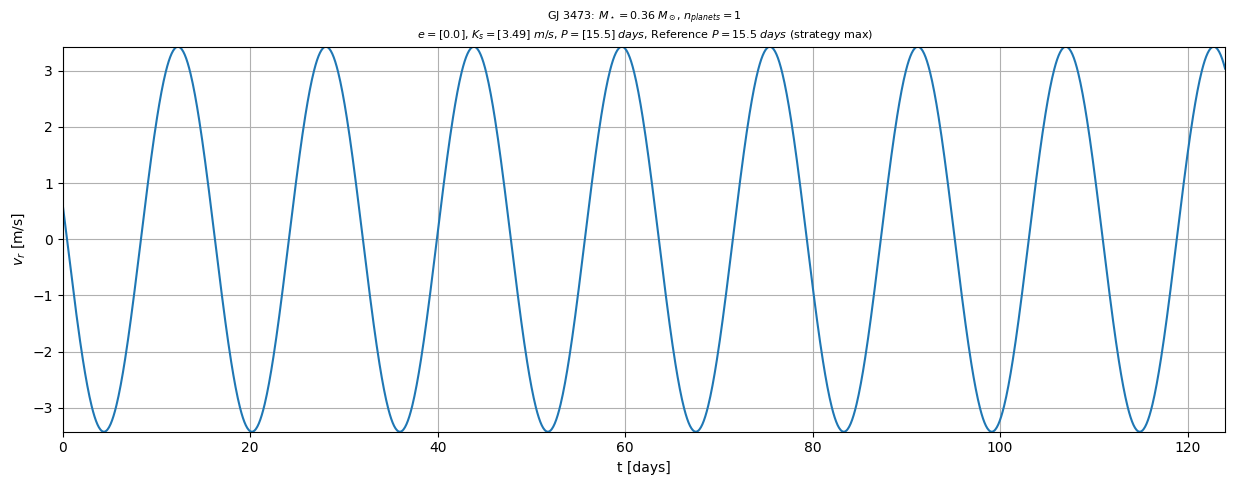 GJ 3473: $M_\star = 0.36\ M_\odot$, $n_{planets} = 1$
$e = [0.0]$, $K_s = [3.49]\ m/s$, $P = [15.5]\ days$, Reference $P = 15.5\ days$ (strategy max)
3
2
1
0
−1
−2
−3
$v_r$ [m/s]
0 20 40 60 80 100 120
t [days]